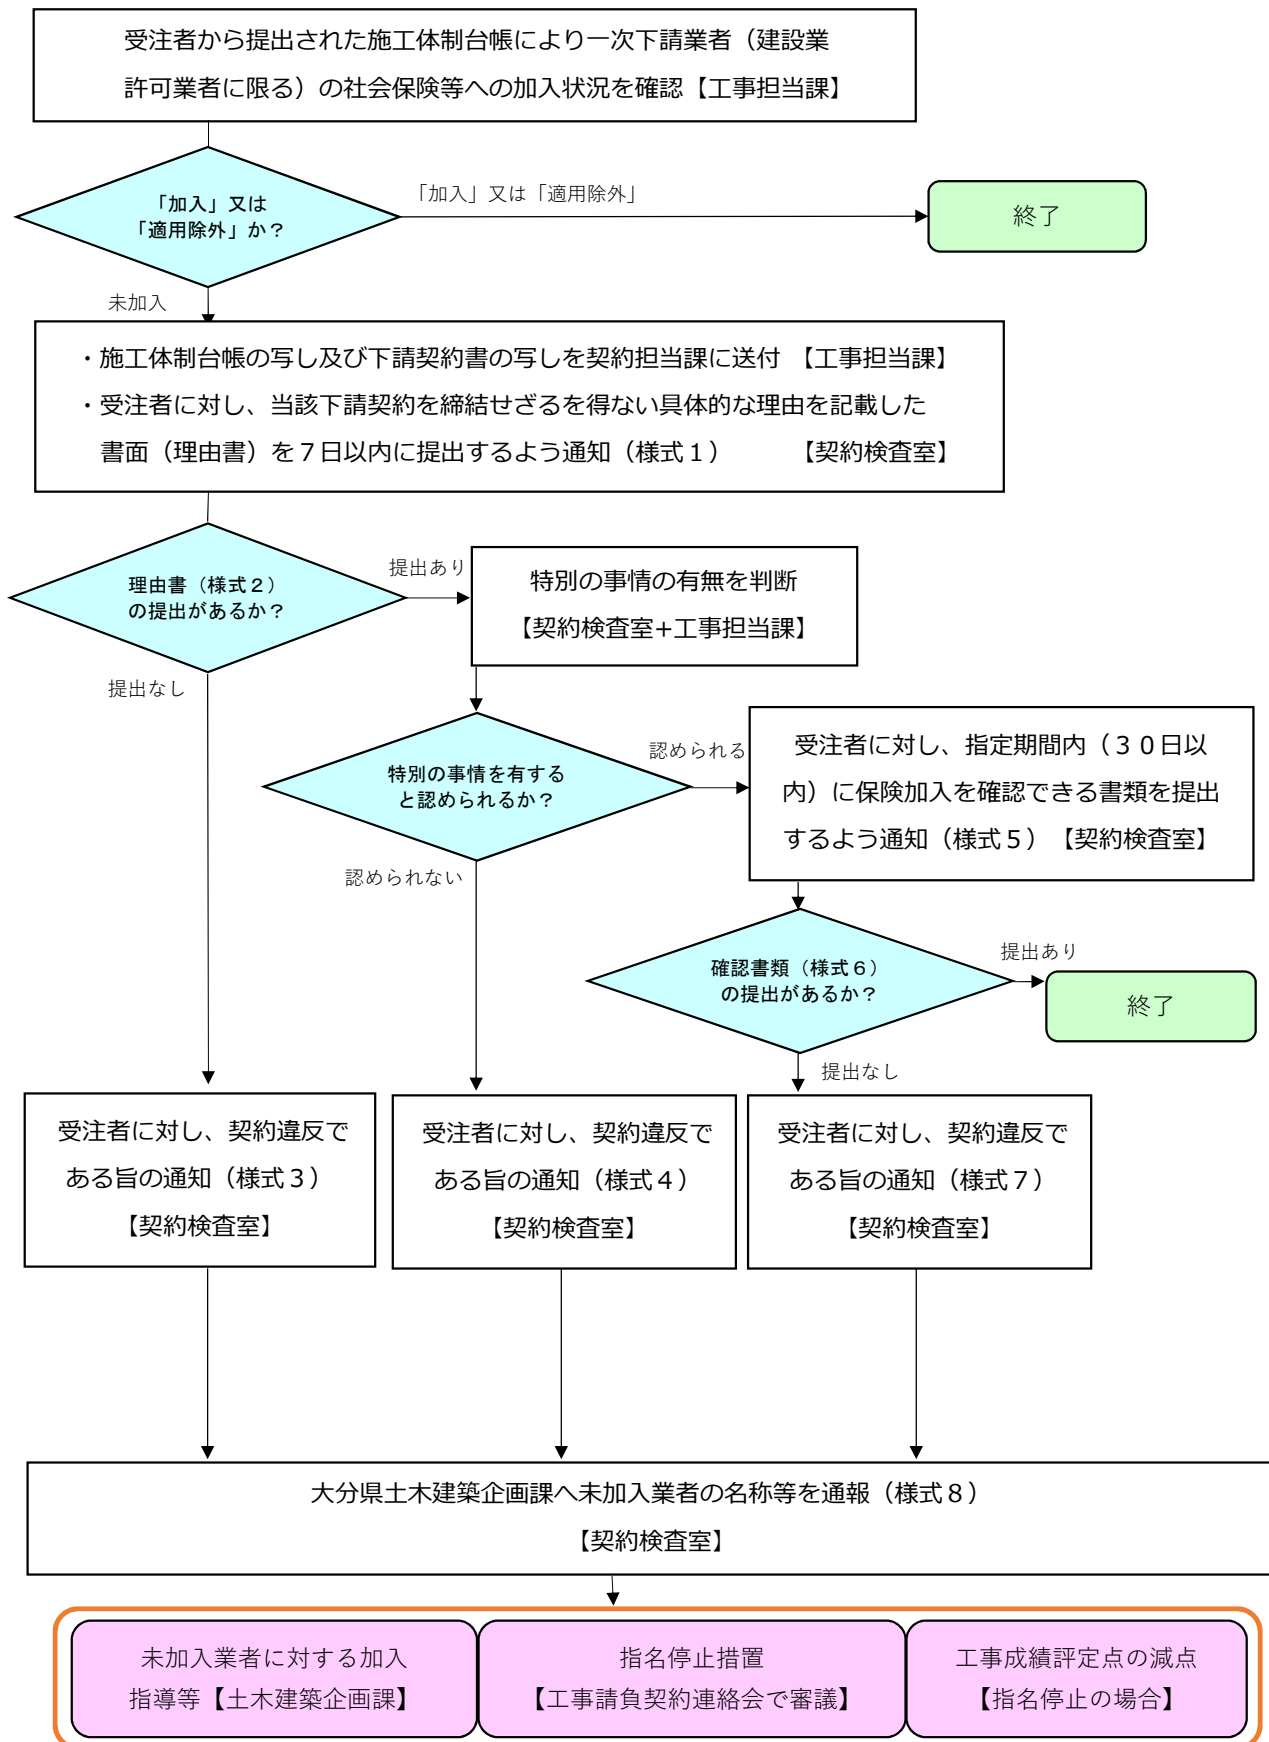 受注者から提出された施工体制台帳により一次下請業者（建設業
許可業者に限る）の社会保険等への加入状況を確認【工事担当課】
「加入」又は
「適用除外」か？
「加入」又は「適用除外」
終了
未加入
・施工体制台帳の写し及び下請契約書の写しを契約担当課に送付 【工事担当課】
・受注者に対し、当該下請契約を締結せざるを得ない具体的な理由を記載した
書面（理由書）を７日以内に提出するよう通知（様式１） 【契約検査室】
理由書（様式２）
の提出があるか？
提出あり
特別の事情の有無を判断
【契約検査室+工事担当課】
提出なし
特別の事情を有する
と認められるか？
認められる
受注者に対し、指定期間内（３０日以
内）に保険加入を確認できる書類を提出
するよう通知（様式５）【契約検査室】
認められない
確認書類（様式６）
の提出があるか？
提出あり
終了
提出なし
受注者に対し、契約違反で
ある旨の通知（様式３）
【契約検査室】
受注者に対し、契約違反で
ある旨の通知（様式４）
【契約検査室】
受注者に対し、契約違反で
ある旨の通知（様式７）
【契約検査室】
大分県土木建築企画課へ未加入業者の名称等を通報（様式８）
【契約検査室】
未加入業者に対する加入
指導等【土木建築企画課】
指名停止措置
【工事請負契約連絡会で審議】
工事成績評定点の減点
【指名停止の場合】